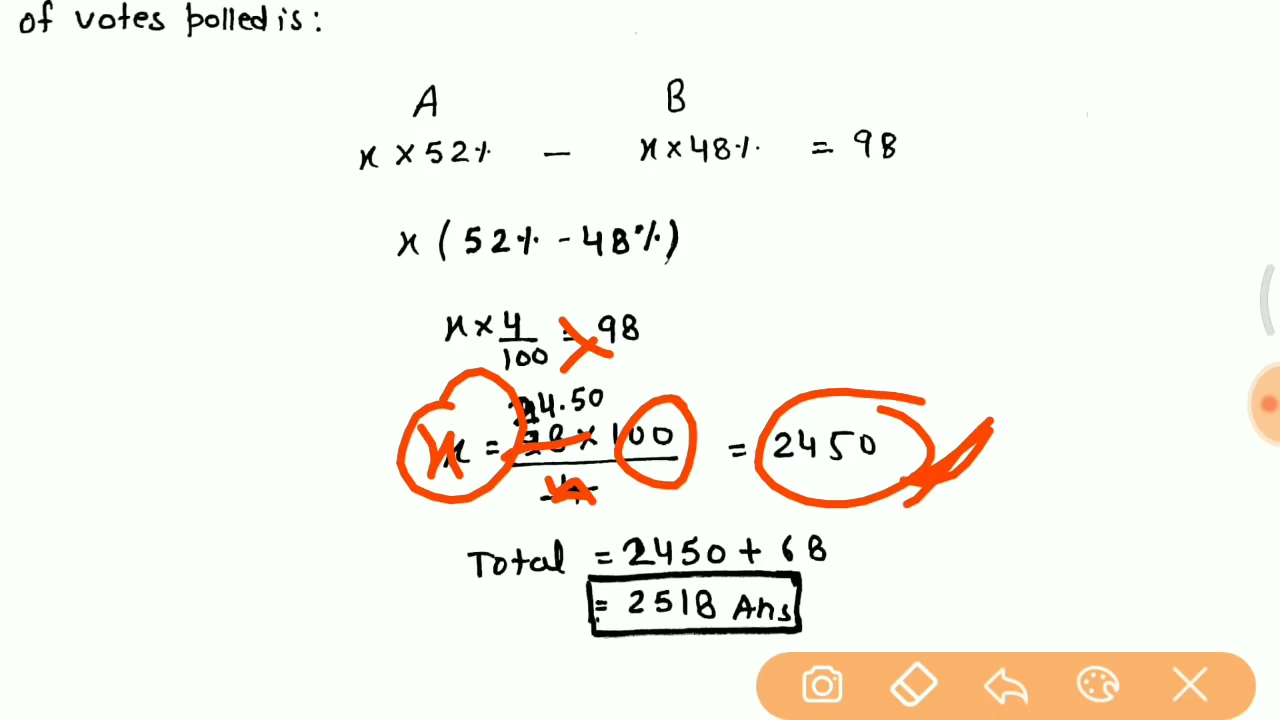 of votes polled is :
A B
x × 52% – x × 48% = 98
x ( 52% - 48% )
x × 4/100 = 98
24.50
x = 98 × 100 / 4 = 2450
Total = 2450 + 68
= 2518 Ans